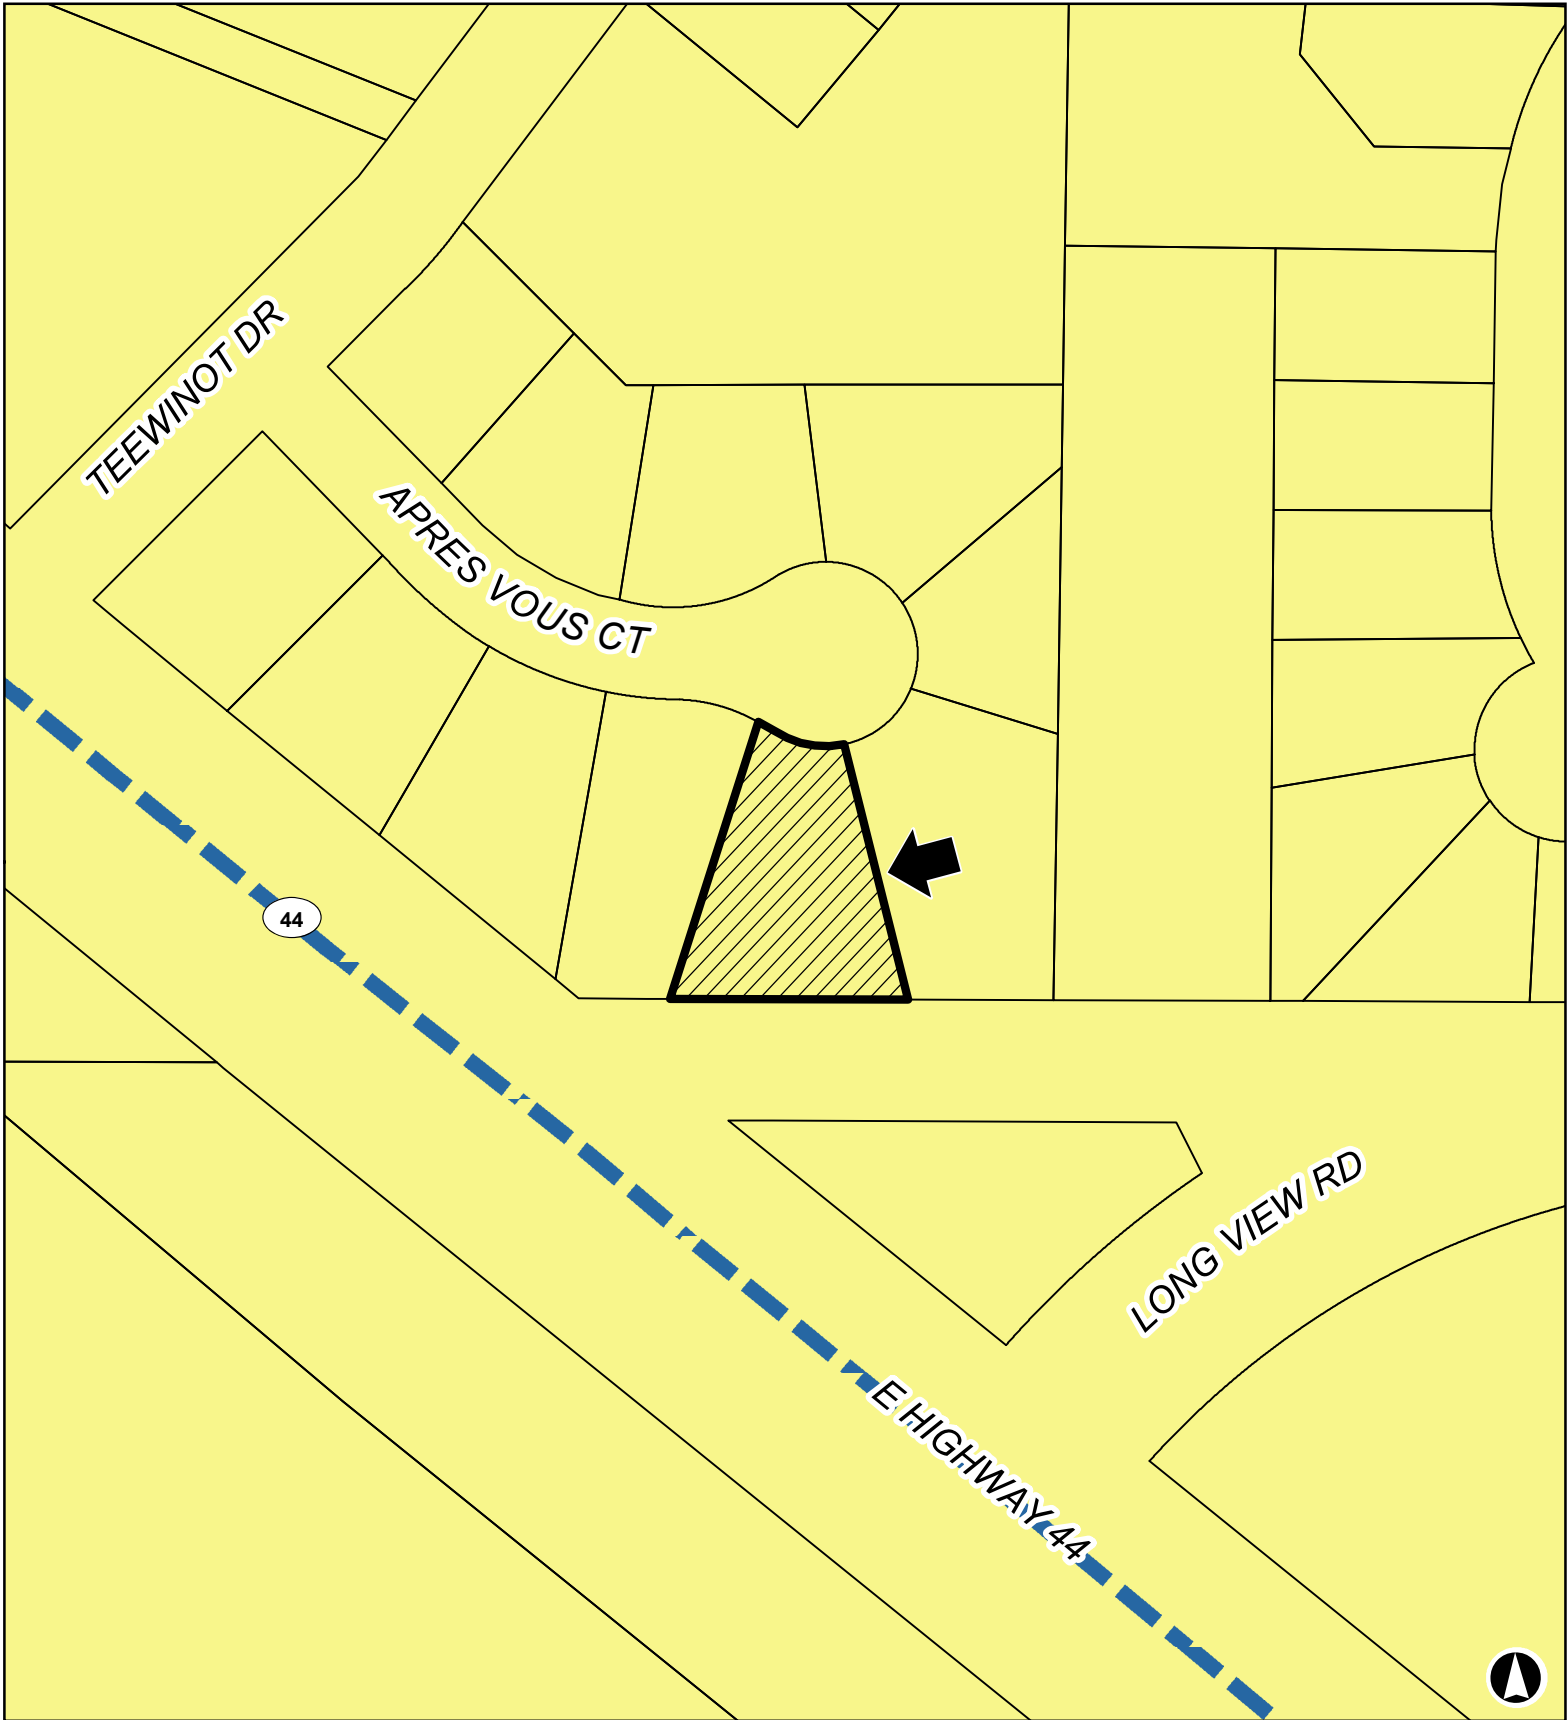 TEEWINOT DR
APRES VOUS CT
44
LONG VIEW RD
E HIGHWAY 44